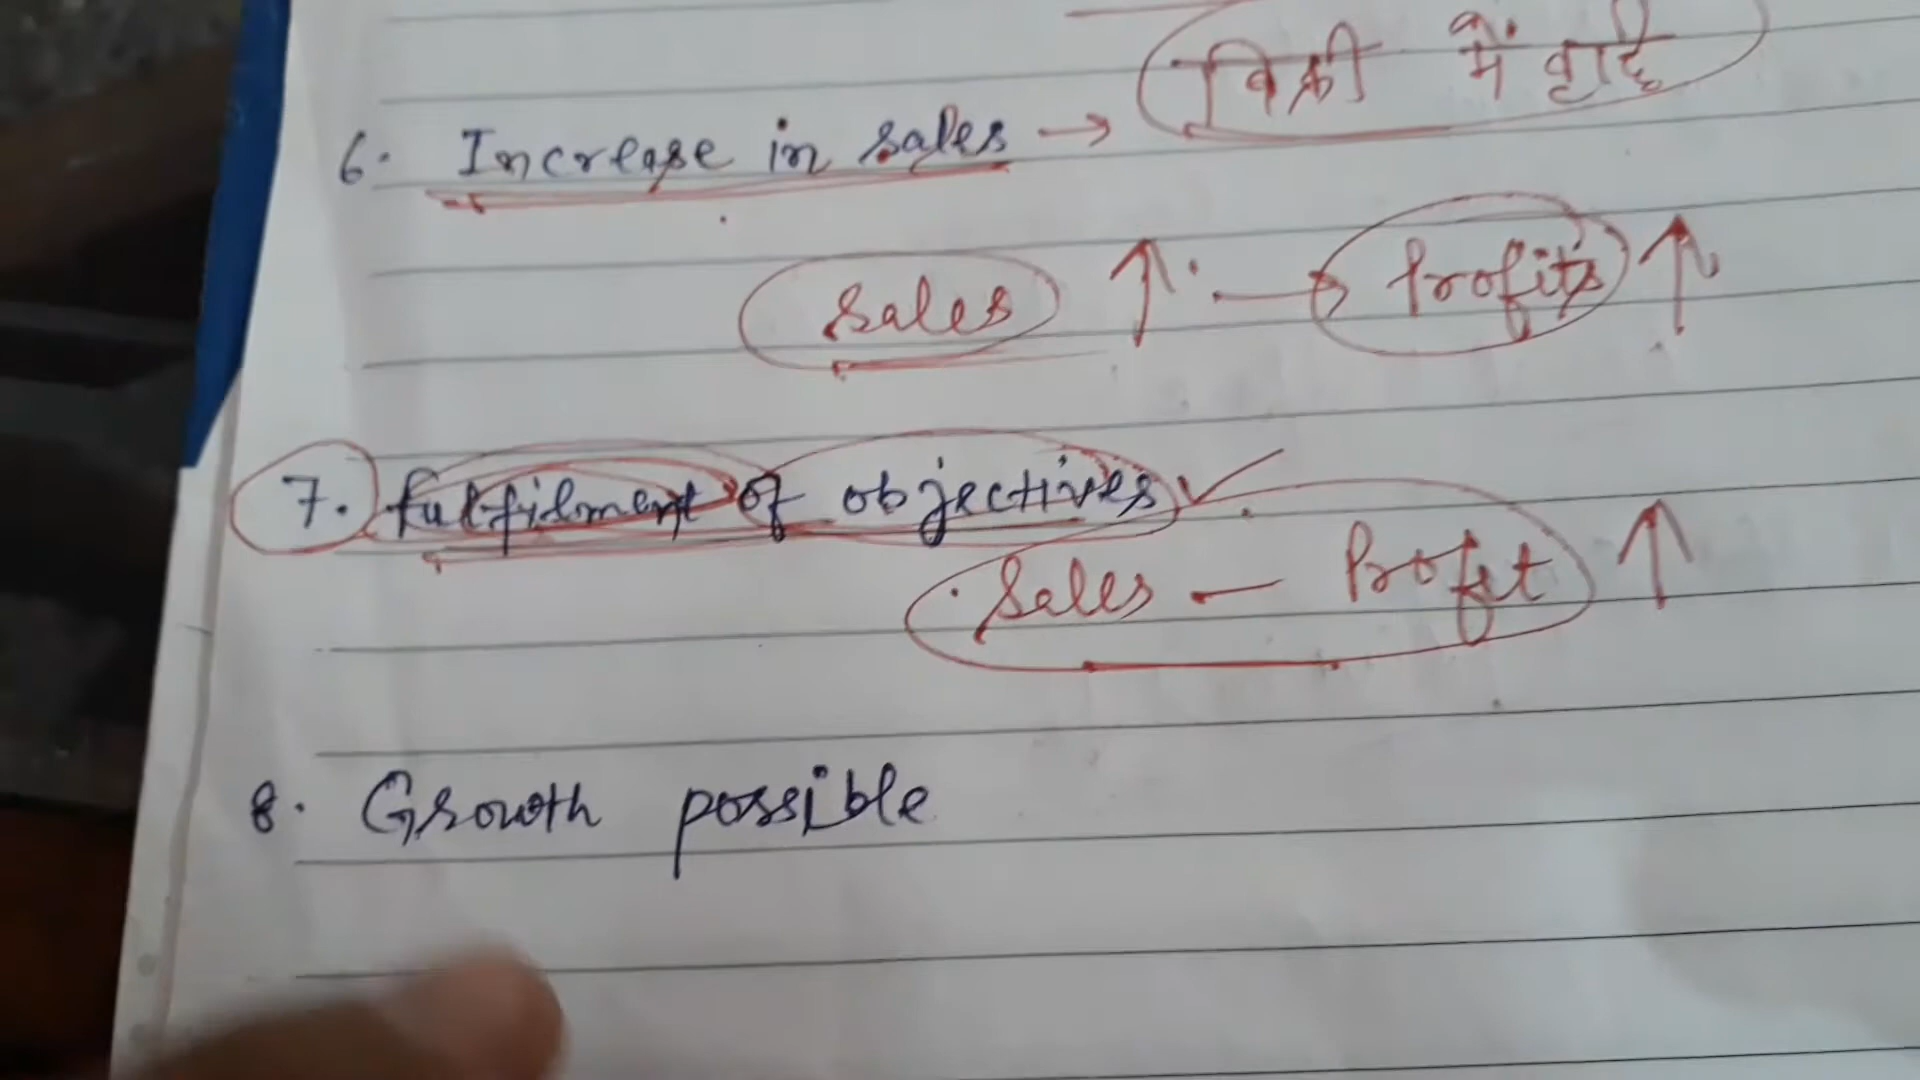 बिक्री में वृद्धि
6. Increase in sales →
Sales ↑ → Profits ↑
7. fulfilment of objectives ✓
Sales — Profit ↑
8. Growth possible